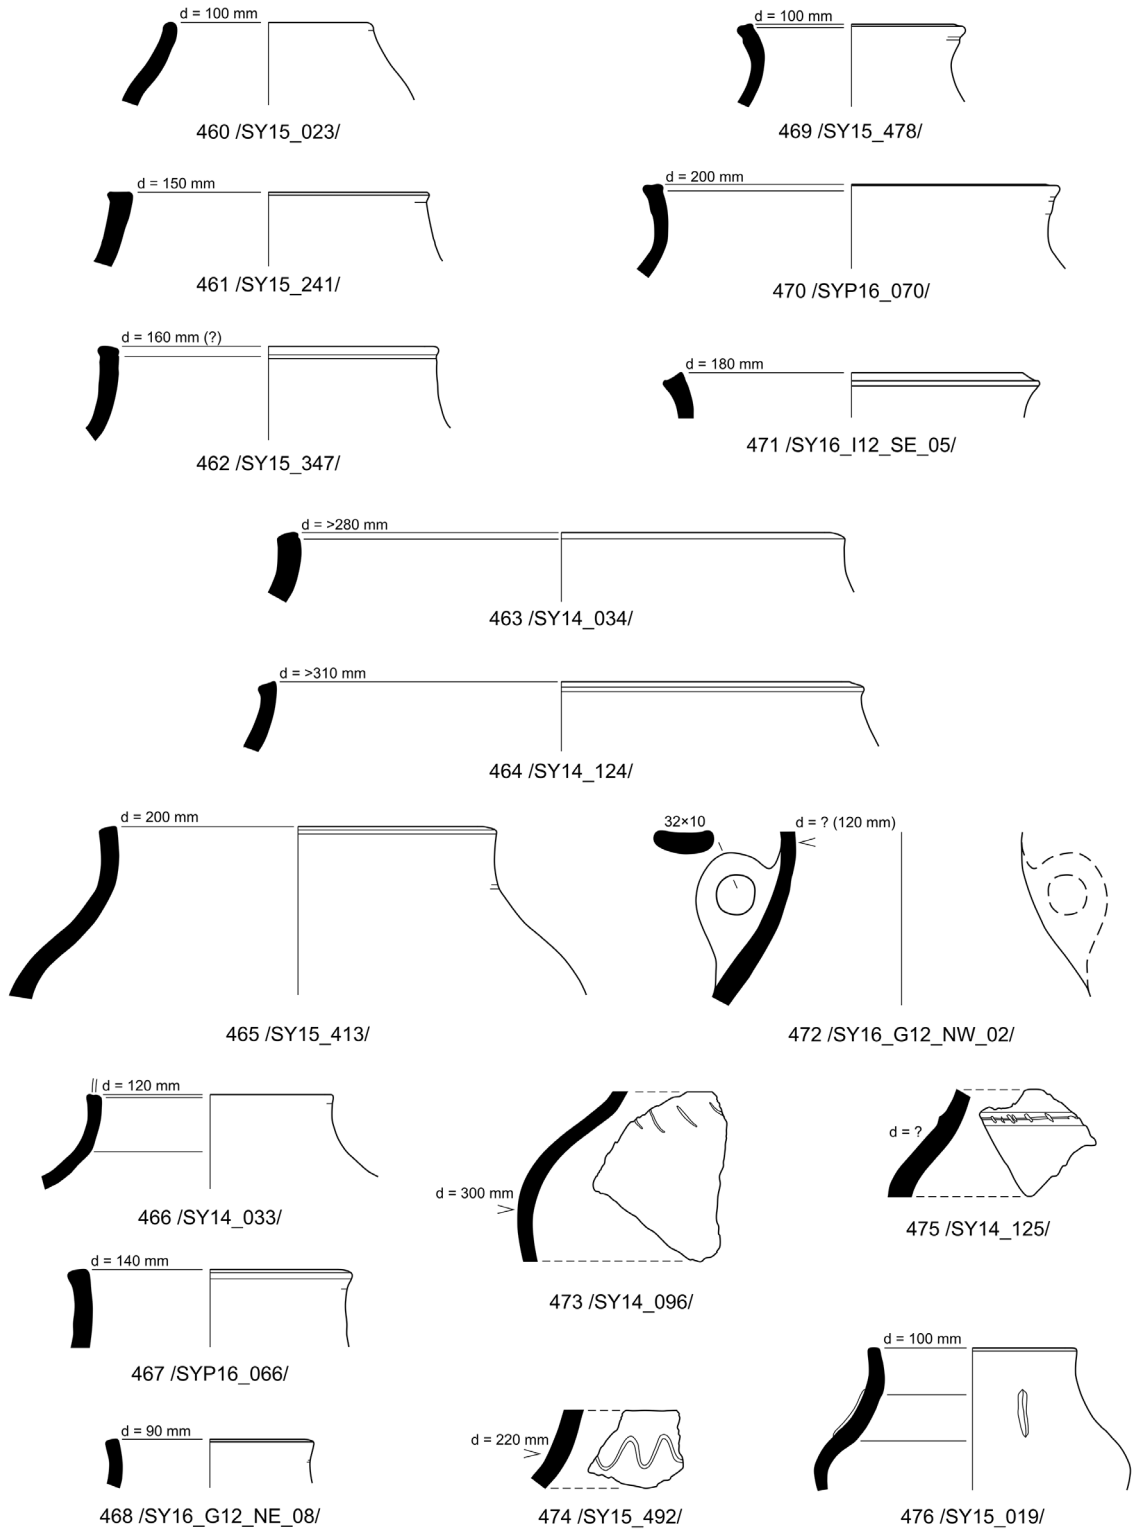 d = 100 mm
460 /SY15_023/
d = 100 mm
469 /SY15_478/
d = 150 mm
461 /SY15_241/
d = 200 mm
470 /SYP16_070/
d = 160 mm (?)
462 /SY15_347/
d = 180 mm
471 /SY16_I12_SE_05/
d = >280 mm
463 /SY14_034/
d = >310 mm
464 /SY14_124/
d = 200 mm
465 /SY15_413/
32×10
d = ? (120 mm)
472 /SY16_G12_NW_02/
d = 120 mm
466 /SY14_033/
d = 300 mm
473 /SY14_096/
d = ?
475 /SY14_125/
d = 140 mm
467 /SYP16_066/
d = 90 mm
468 /SY16_G12_NE_08/
d = 220 mm
474 /SY15_492/
d = 100 mm
476 /SY15_019/